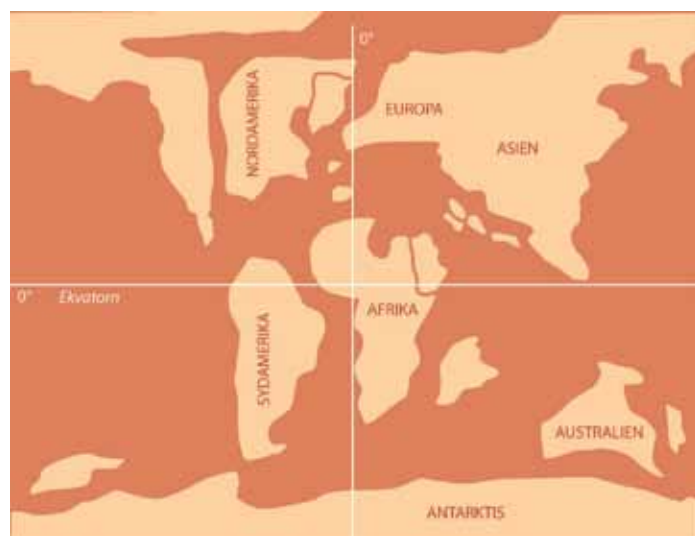 0°
NORDAMERIKA
EUROPA
ASIEN
0° Ekvatorn
AFRIKA
SYDAMERIKA
AUSTRALIEN
ANTARKTIS